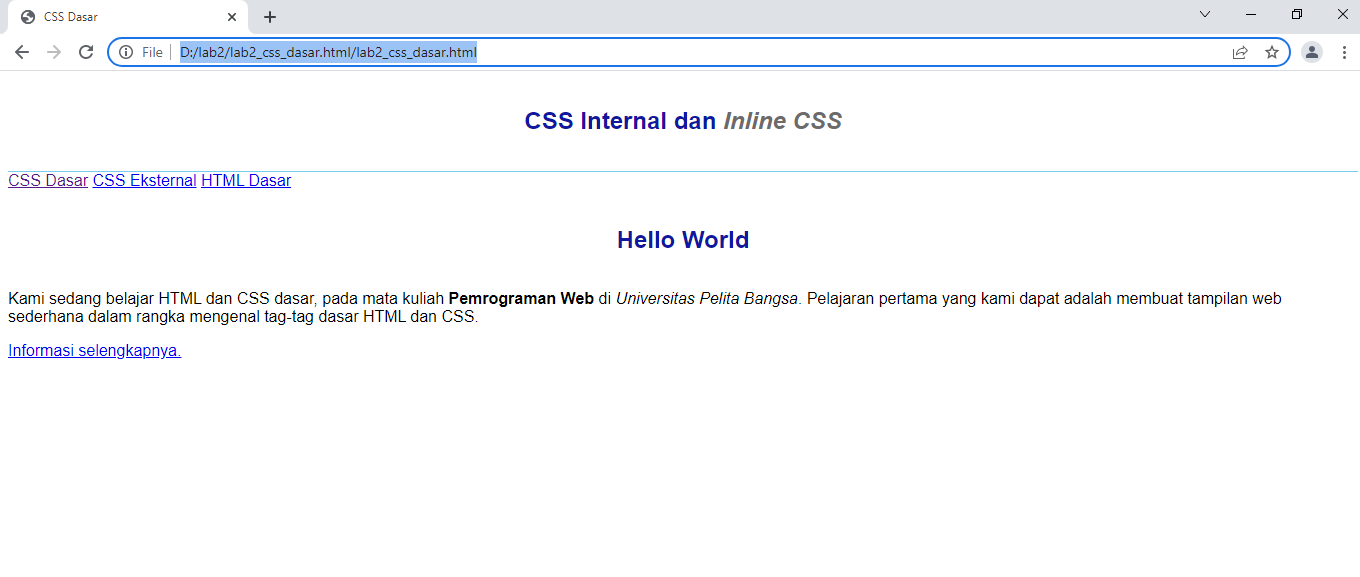 CSS Dasar
File
D:/lab2/lab2_css_dasar.html/lab2_css_dasar.html
CSS Internal dan Inline CSS
CSS Dasar CSS Eksternal HTML Dasar
Hello World
Kami sedang belajar HTML dan CSS dasar, pada mata kuliah Pemrograman Web di Universitas Pelita Bangsa. Pelajaran pertama yang kami dapat adalah membuat tampilan web
sederhana dalam rangka mengenal tag-tag dasar HTML dan CSS.
Informasi selengkapnya.